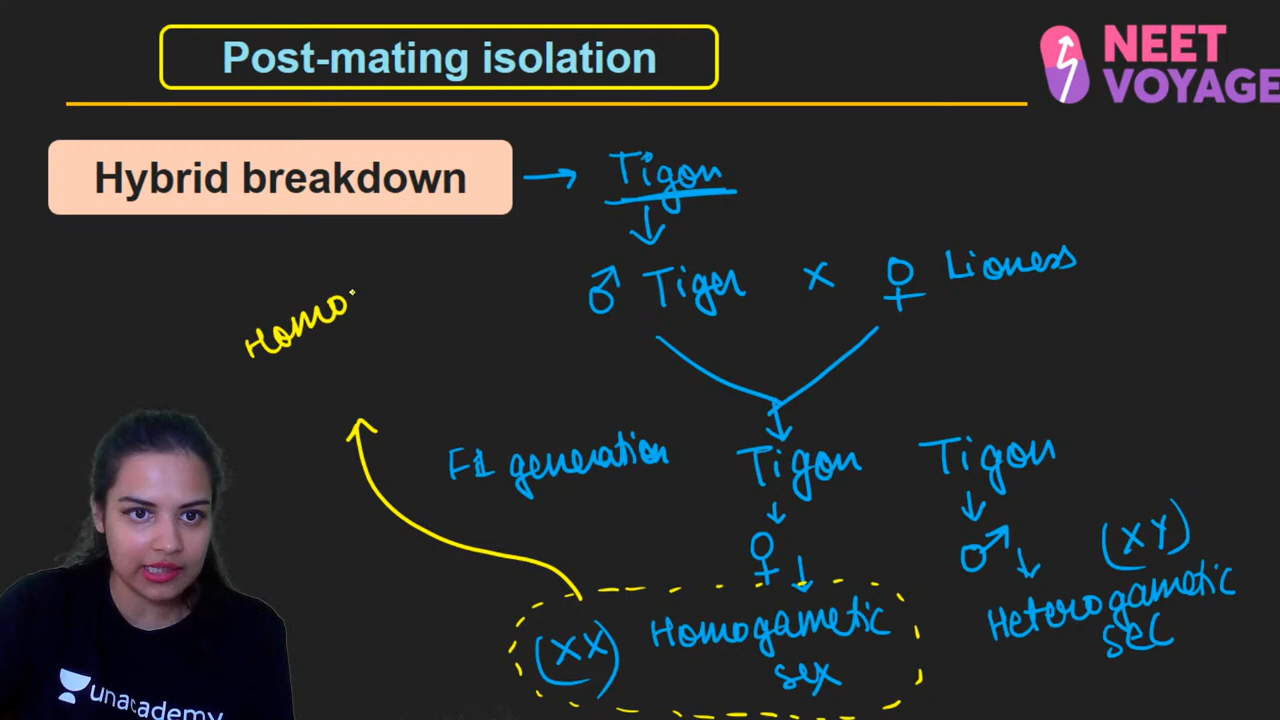 Post-mating isolation
NEET
VOYAGE
Hybrid breakdown → Tigon
♂ Tiger × ♀ Lioness
Homo
F1 generation Tigon Tigon
♀ ♂ (XY)
(XX) Homogametic sex
Heterogametic sec
unacademy